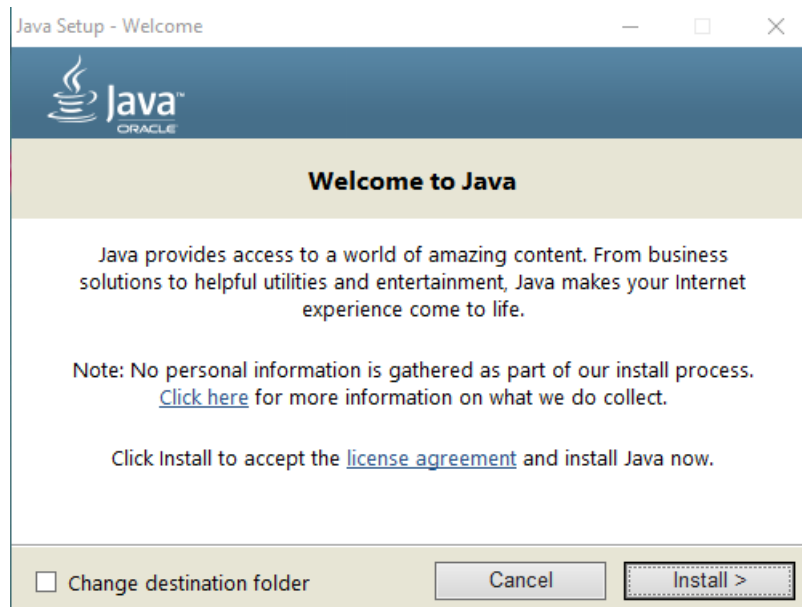 Java Setup - Welcome
Java™
ORACLE
Welcome to Java
Java provides access to a world of amazing content. From business
solutions to helpful utilities and entertainment, Java makes your Internet
experience come to life.
Note: No personal information is gathered as part of our install process.
Click here for more information on what we do collect.
Click Install to accept the license agreement and install Java now.
Change destination folder
Cancel
Install >